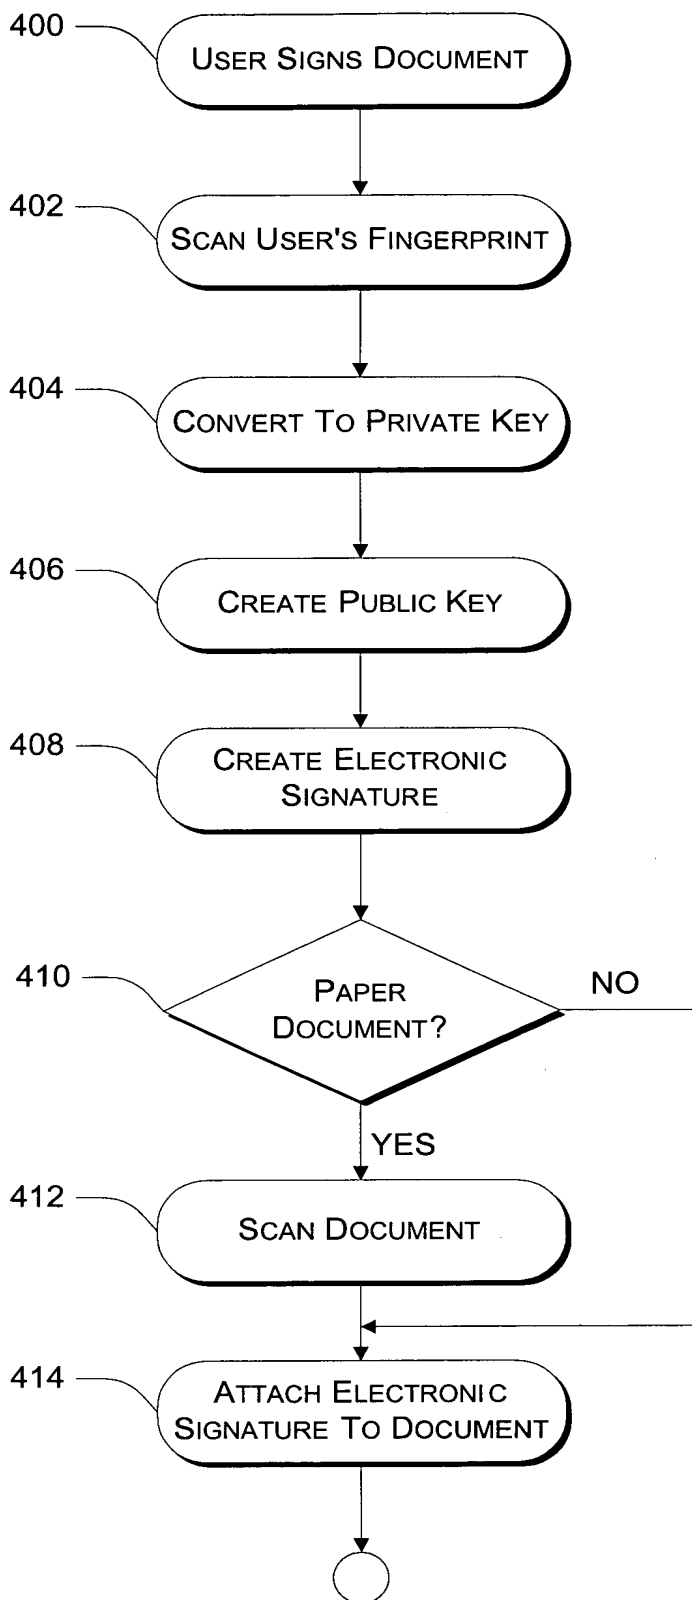 400
USER SIGNS DOCUMENT
402
SCAN USER'S FINGERPRINT
404
CONVERT TO PRIVATE KEY
406
CREATE PUBLIC KEY
408
CREATE ELECTRONIC
SIGNATURE
410
PAPER
DOCUMENT?
NO
YES
412
SCAN DOCUMENT
414
ATTACH ELECTRONIC
SIGNATURE TO DOCUMENT